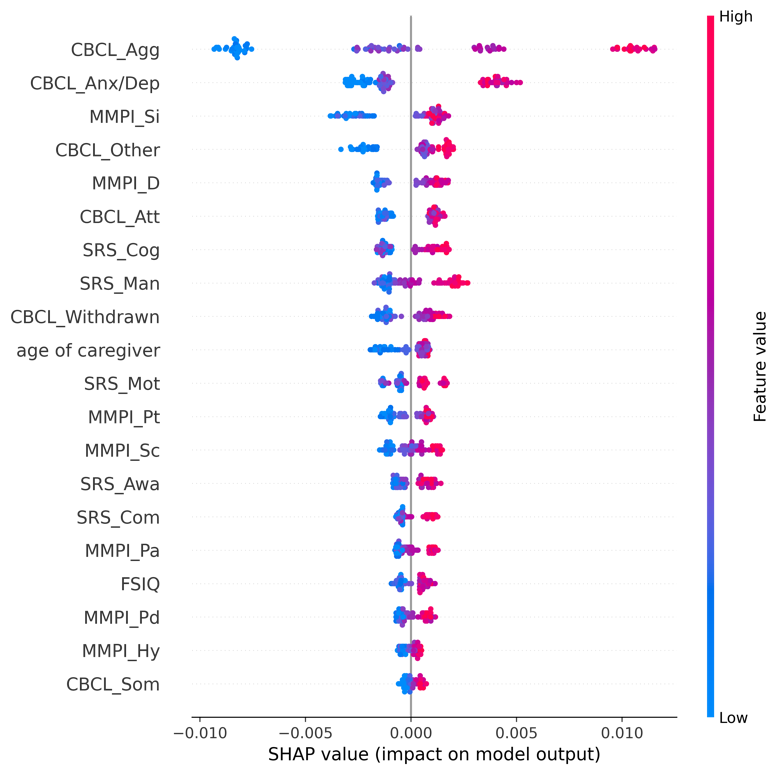 High
CBCL_Agg
CBCL_Anx/Dep
MMPI_Si
CBCL_Other
MMPI_D
CBCL_Att
SRS_Cog
SRS_Man
CBCL_Withdrawn
age of caregiver
SRS_Mot
MMPI_Pt
MMPI_Sc
SRS_Awa
SRS_Com
MMPI_Pa
FSIQ
MMPI_Pd
MMPI_Hy
CBCL_Som
Feature value
Low
−0.010 −0.005 0.000 0.005 0.010
SHAP value (impact on model output)